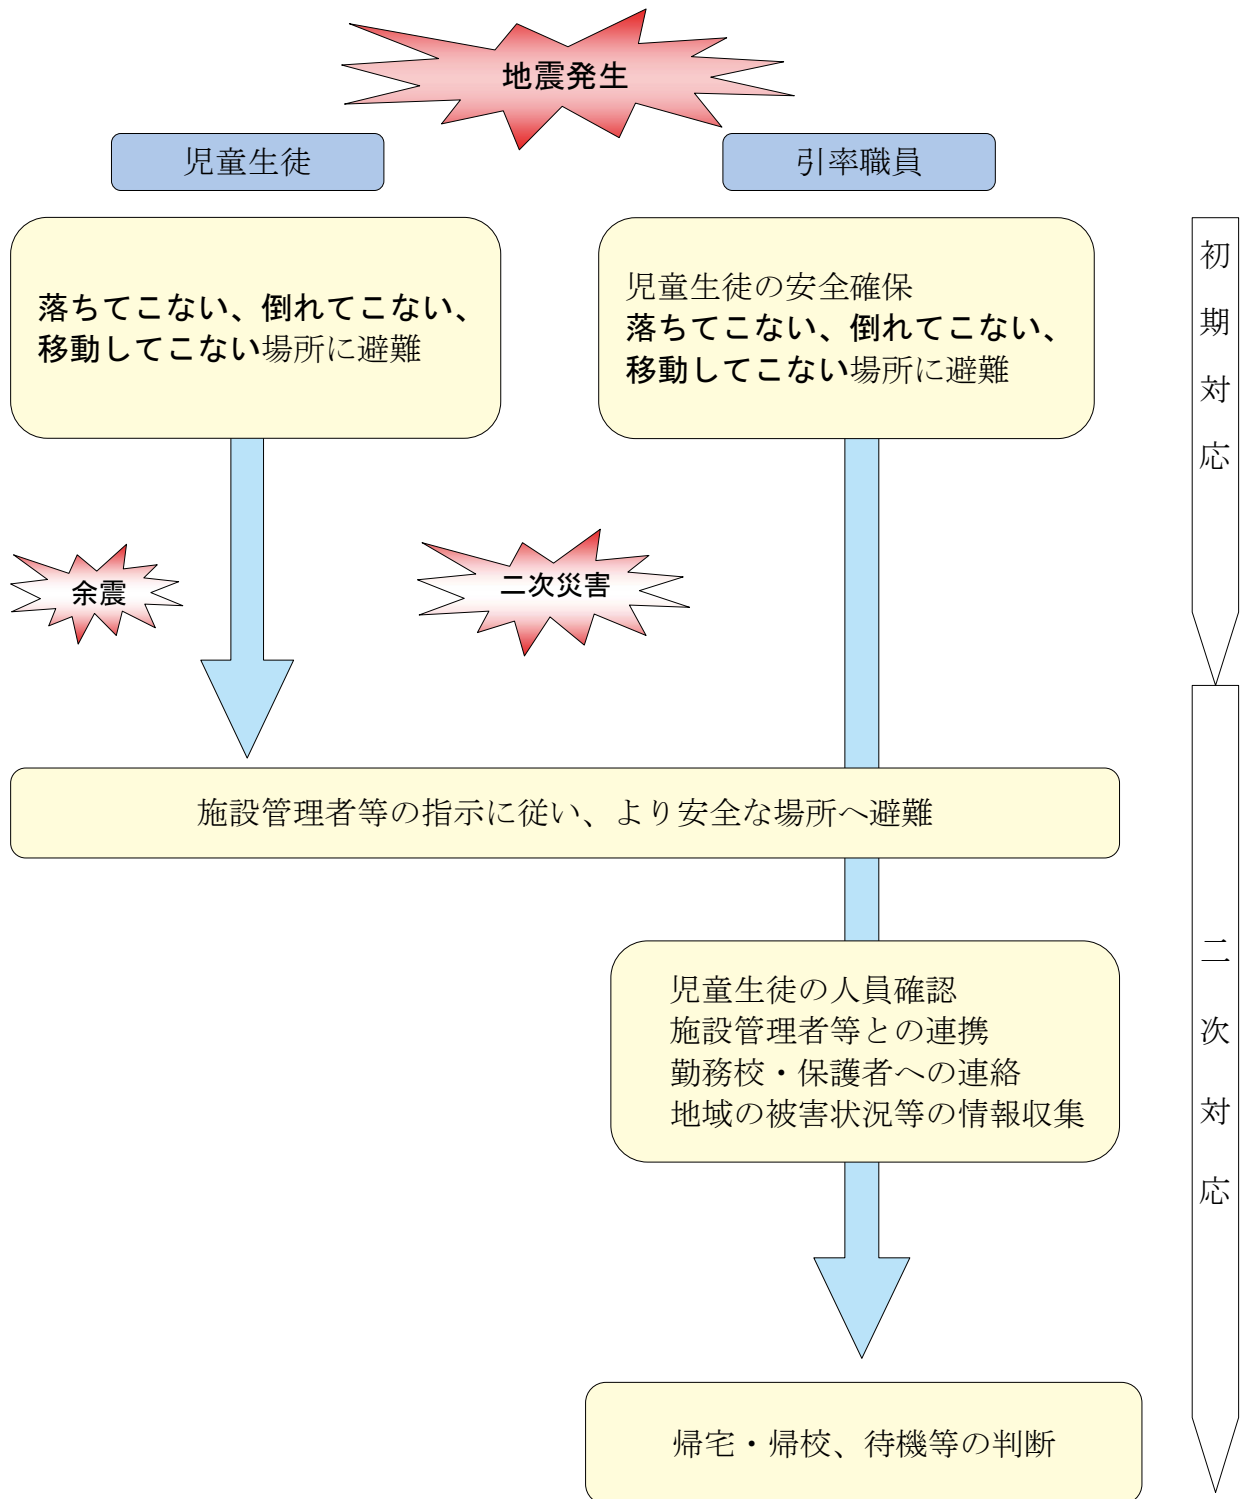 地震発生
児童生徒
引率職員
落ちてこない、倒れてこない、
移動してこない場所に避難
児童生徒の安全確保
落ちてこない、倒れてこない、
移動してこない場所に避難
初期対応
余震
二次災害
施設管理者等の指示に従い、より安全な場所へ避難
児童生徒の人員確認
施設管理者等との連携
勤務校・保護者への連絡
地域の被害状況等の情報収集
二次対応
帰宅・帰校、待機等の判断